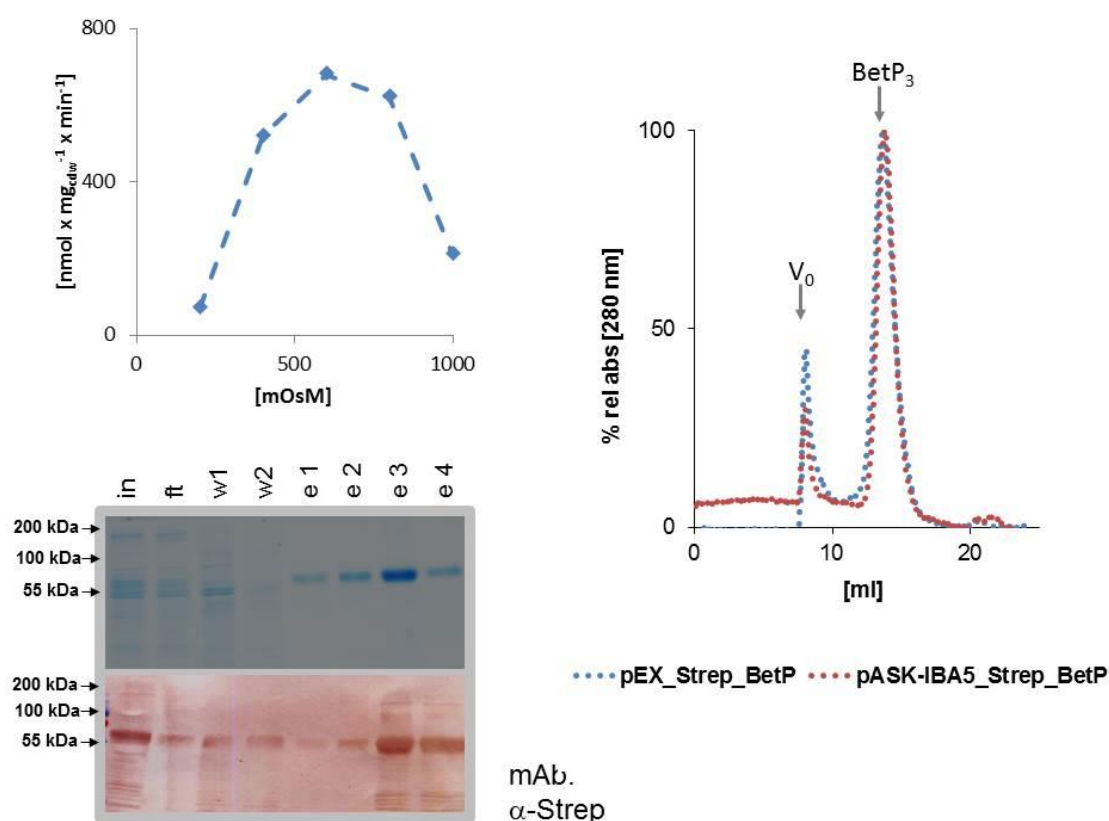 800
400
0
[nmol x mg_cdw^-1 x min^-1]
0 500 1000
[mOsM]
BetP₃
V₀
100
50
0
% rel abs [280 nm]
0 10 20
[ml]
pEX_Strep_BetP pASK-IBA5_Strep_BetP
in ft w1 w2 e 1 e 2 e 3 e 4
200 kDa
100 kDa
55 kDa
200 kDa
100 kDa
55 kDa
mAb.
α-Strep